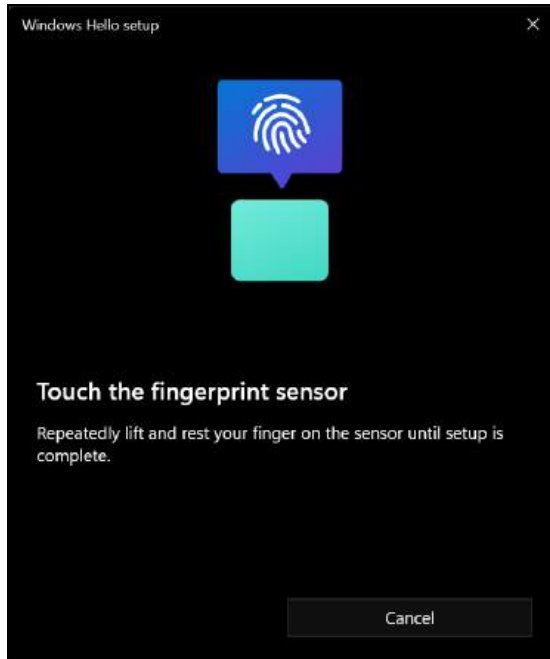 Windows Hello setup
Touch the fingerprint sensor
Repeatedly lift and rest your finger on the sensor until setup is
complete.
Cancel